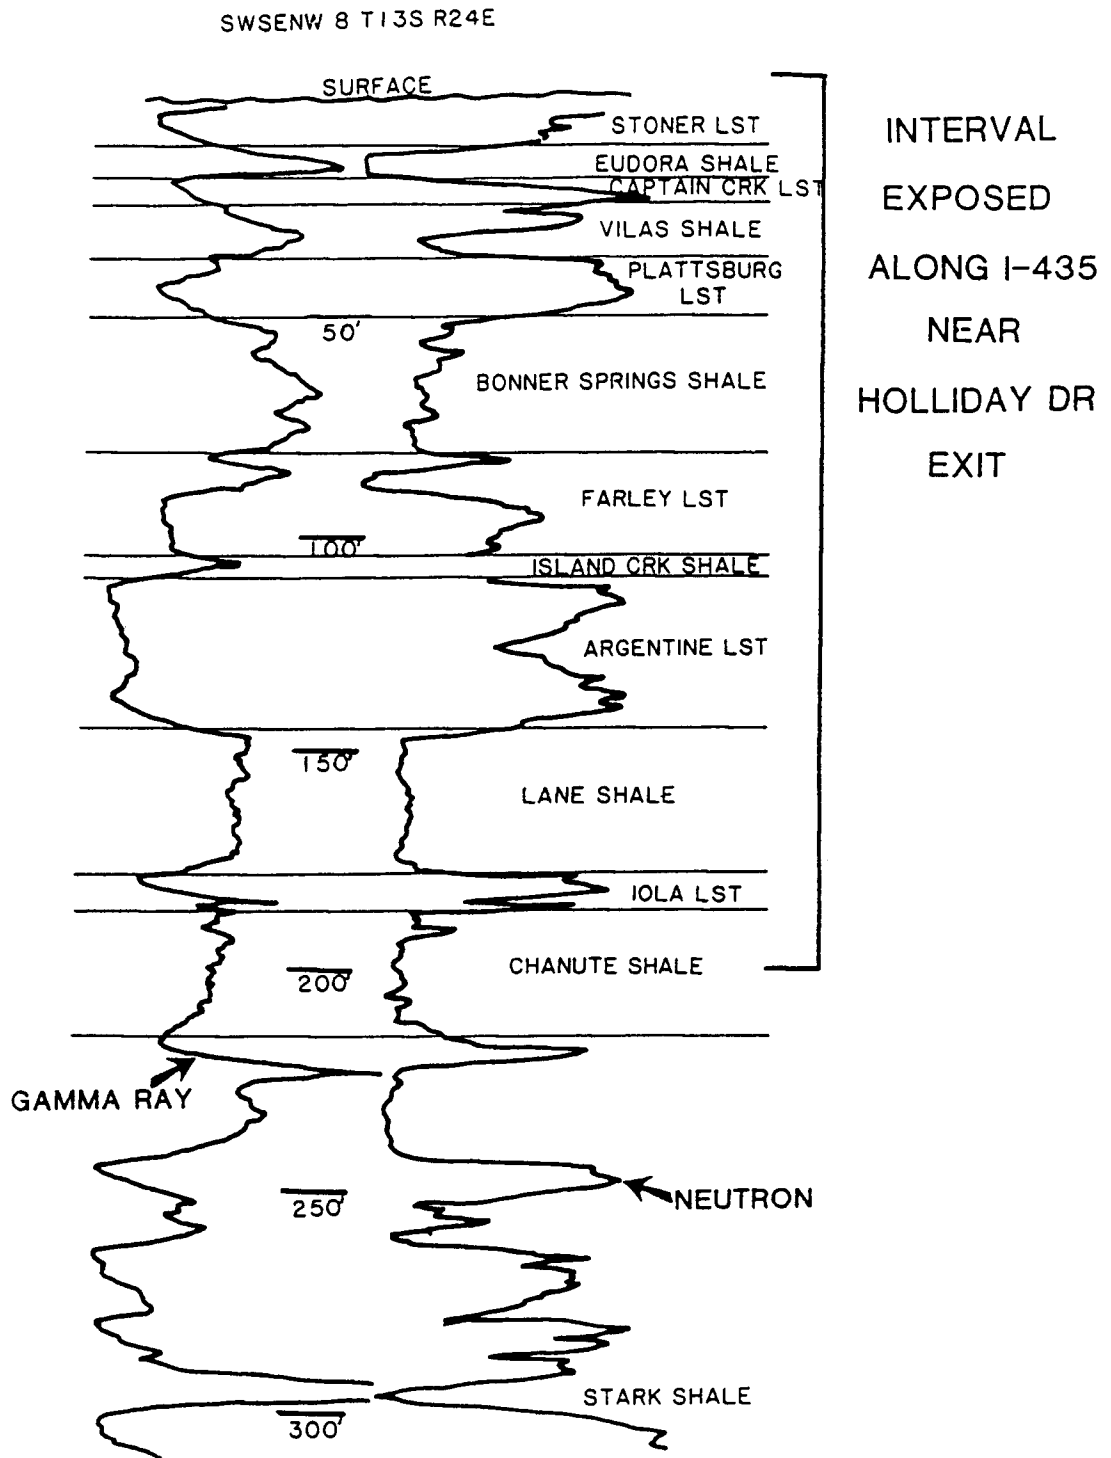 SWSENW 8 T13S R24E
SURFACE
STONER LST
EUDORA SHALE
CAPTAIN CRK LST
VILAS SHALE
PLATTSBURG
LST
50'
BONNER SPRINGS SHALE
FARLEY LST
100'
ISLAND CRK SHALE
ARGENTINE LST
150'
LANE SHALE
IOLA LST
CHANUTE SHALE
200'
GAMMA RAY
250'
NEUTRON
STARK SHALE
300'
INTERVAL
EXPOSED
ALONG I-435
NEAR
HOLLIDAY DR
EXIT